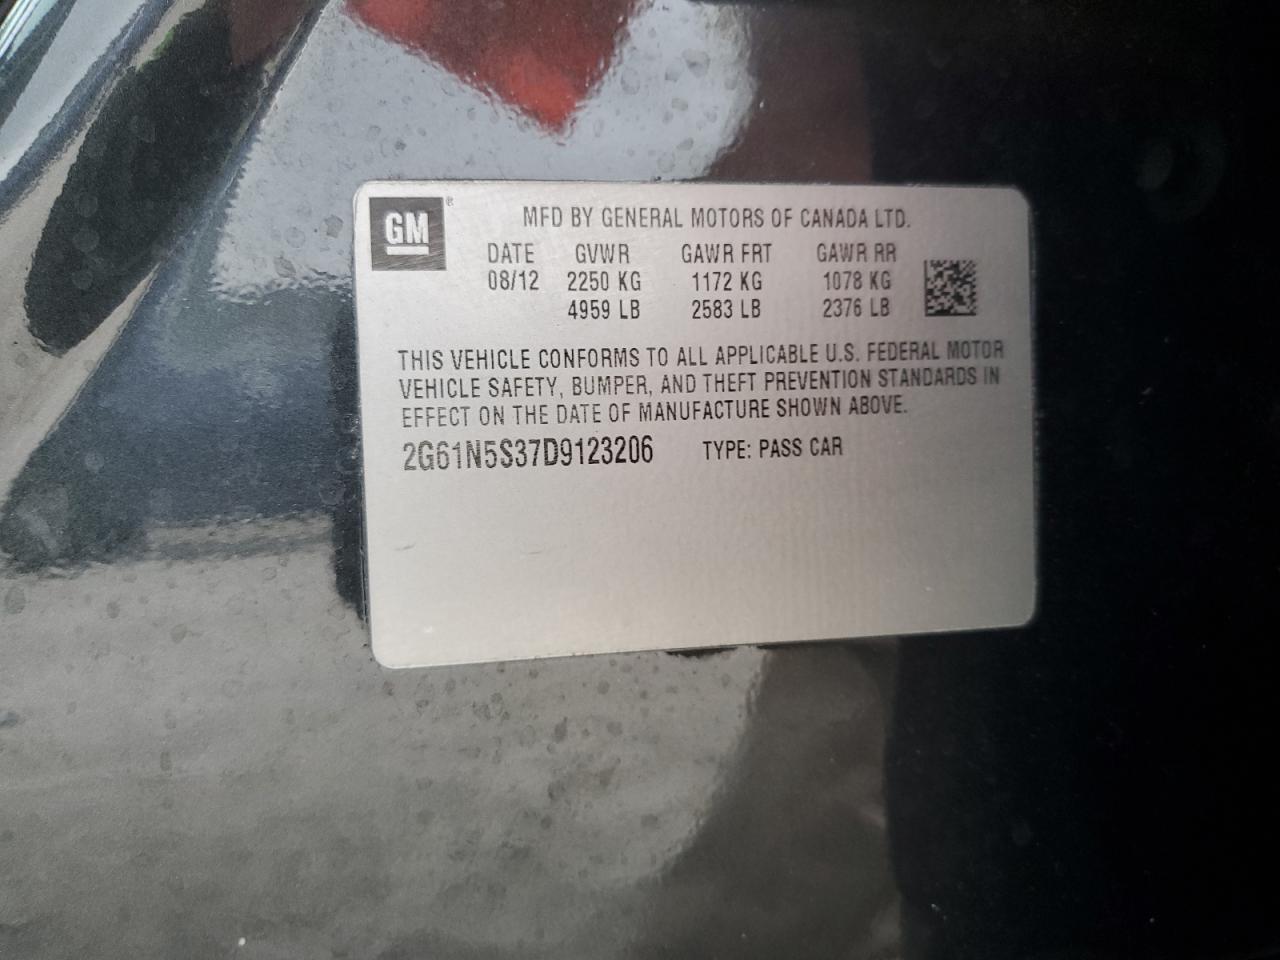 GM®
MFD BY GENERAL MOTORS OF CANADA LTD.
DATE GVWR GAWR FRT GAWR RR
08/12 2250 KG 1172 KG 1078 KG
4959 LB 2583 LB 2376 LB
THIS VEHICLE CONFORMS TO ALL APPLICABLE U.S. FEDERAL MOTOR
VEHICLE SAFETY, BUMPER, AND THEFT PREVENTION STANDARDS IN
EFFECT ON THE DATE OF MANUFACTURE SHOWN ABOVE.
2G61N5S37D9123206 TYPE: PASS CAR